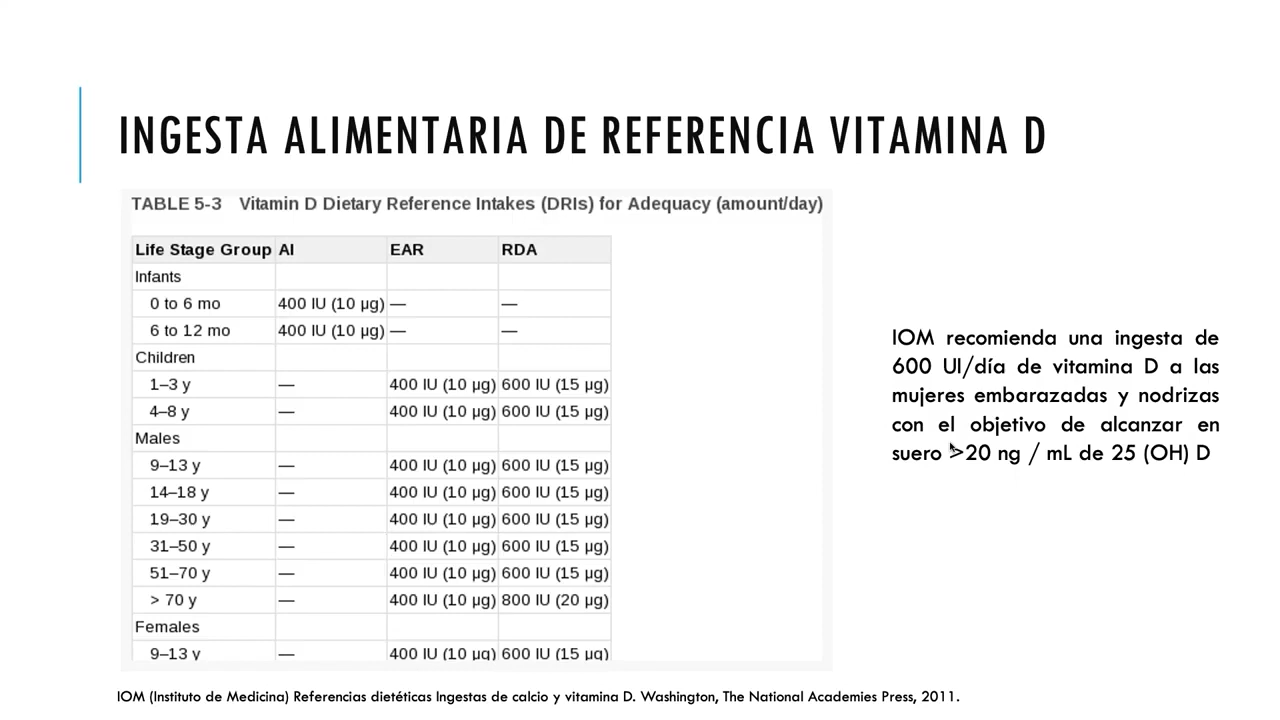 INGESTA ALIMENTARIA DE REFERENCIA VITAMINA D
TABLE 5-3 Vitamin D Dietary Reference Intakes (DRIs) for Adequacy (amount/day)
Life Stage Group AI EAR RDA
Infants
0 to 6 mo 400 IU (10 µg) — —
6 to 12 mo 400 IU (10 µg) — —
Children
1–3 y — 400 IU (10 µg) 600 IU (15 µg)
4–8 y — 400 IU (10 µg) 600 IU (15 µg)
Males
9–13 y — 400 IU (10 µg) 600 IU (15 µg)
14–18 y — 400 IU (10 µg) 600 IU (15 µg)
19–30 y — 400 IU (10 µg) 600 IU (15 µg)
31–50 y — 400 IU (10 µg) 600 IU (15 µg)
51–70 y — 400 IU (10 µg) 600 IU (15 µg)
> 70 y — 400 IU (10 µg) 800 IU (20 µg)
Females
9–13 y — 400 IU (10 µg) 600 IU (15 µg)
IOM recomienda una ingesta de
600 UI/día de vitamina D a las
mujeres embarazadas y nodrizas
con el objetivo de alcanzar en
suero >20 ng / mL de 25 (OH) D
IOM (Instituto de Medicina) Referencias dietéticas Ingestas de calcio y vitamina D. Washington, The National Academies Press, 2011.